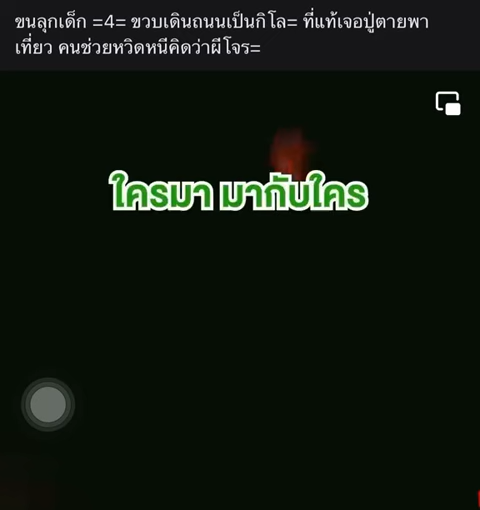 ขนลุกเด็ก =4= ขวบเดินถนนเป็นกิโล= ที่แท้เจอปู่ตายพา
เที่ยว คนช่วยหวิดหนีคิดว่าผีโจร=
ใครมา มากับใคร